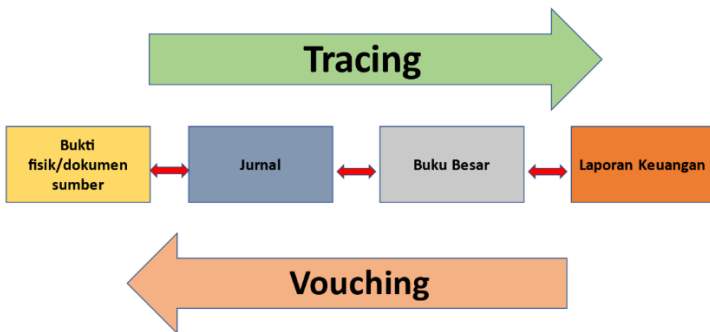 Tracing
Bukti
fisik/dokumen
sumber
Jurnal
Buku Besar
Laporan Keuangan
Vouching